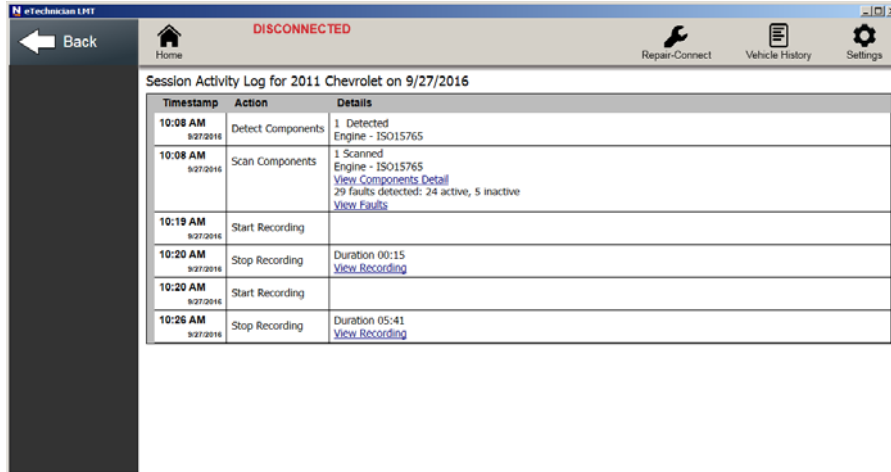 eTechnician LMT
Back
Home
DISCONNECTED
Repair-Connect
Vehicle History
Settings
Session Activity Log for 2011 Chevrolet on 9/27/2016
Timestamp Action Details
10:08 AM
9/27/2016
Detect Components
1 Detected
Engine - ISO15765
10:08 AM
9/27/2016
Scan Components
1 Scanned
Engine - ISO15765
View Components Detail
29 faults detected: 24 active, 5 inactive
View Faults
10:19 AM
9/27/2016
Start Recording
10:20 AM
9/27/2016
Stop Recording
Duration 00:15
View Recording
10:20 AM
9/27/2016
Start Recording
10:26 AM
9/27/2016
Stop Recording
Duration 05:41
View Recording